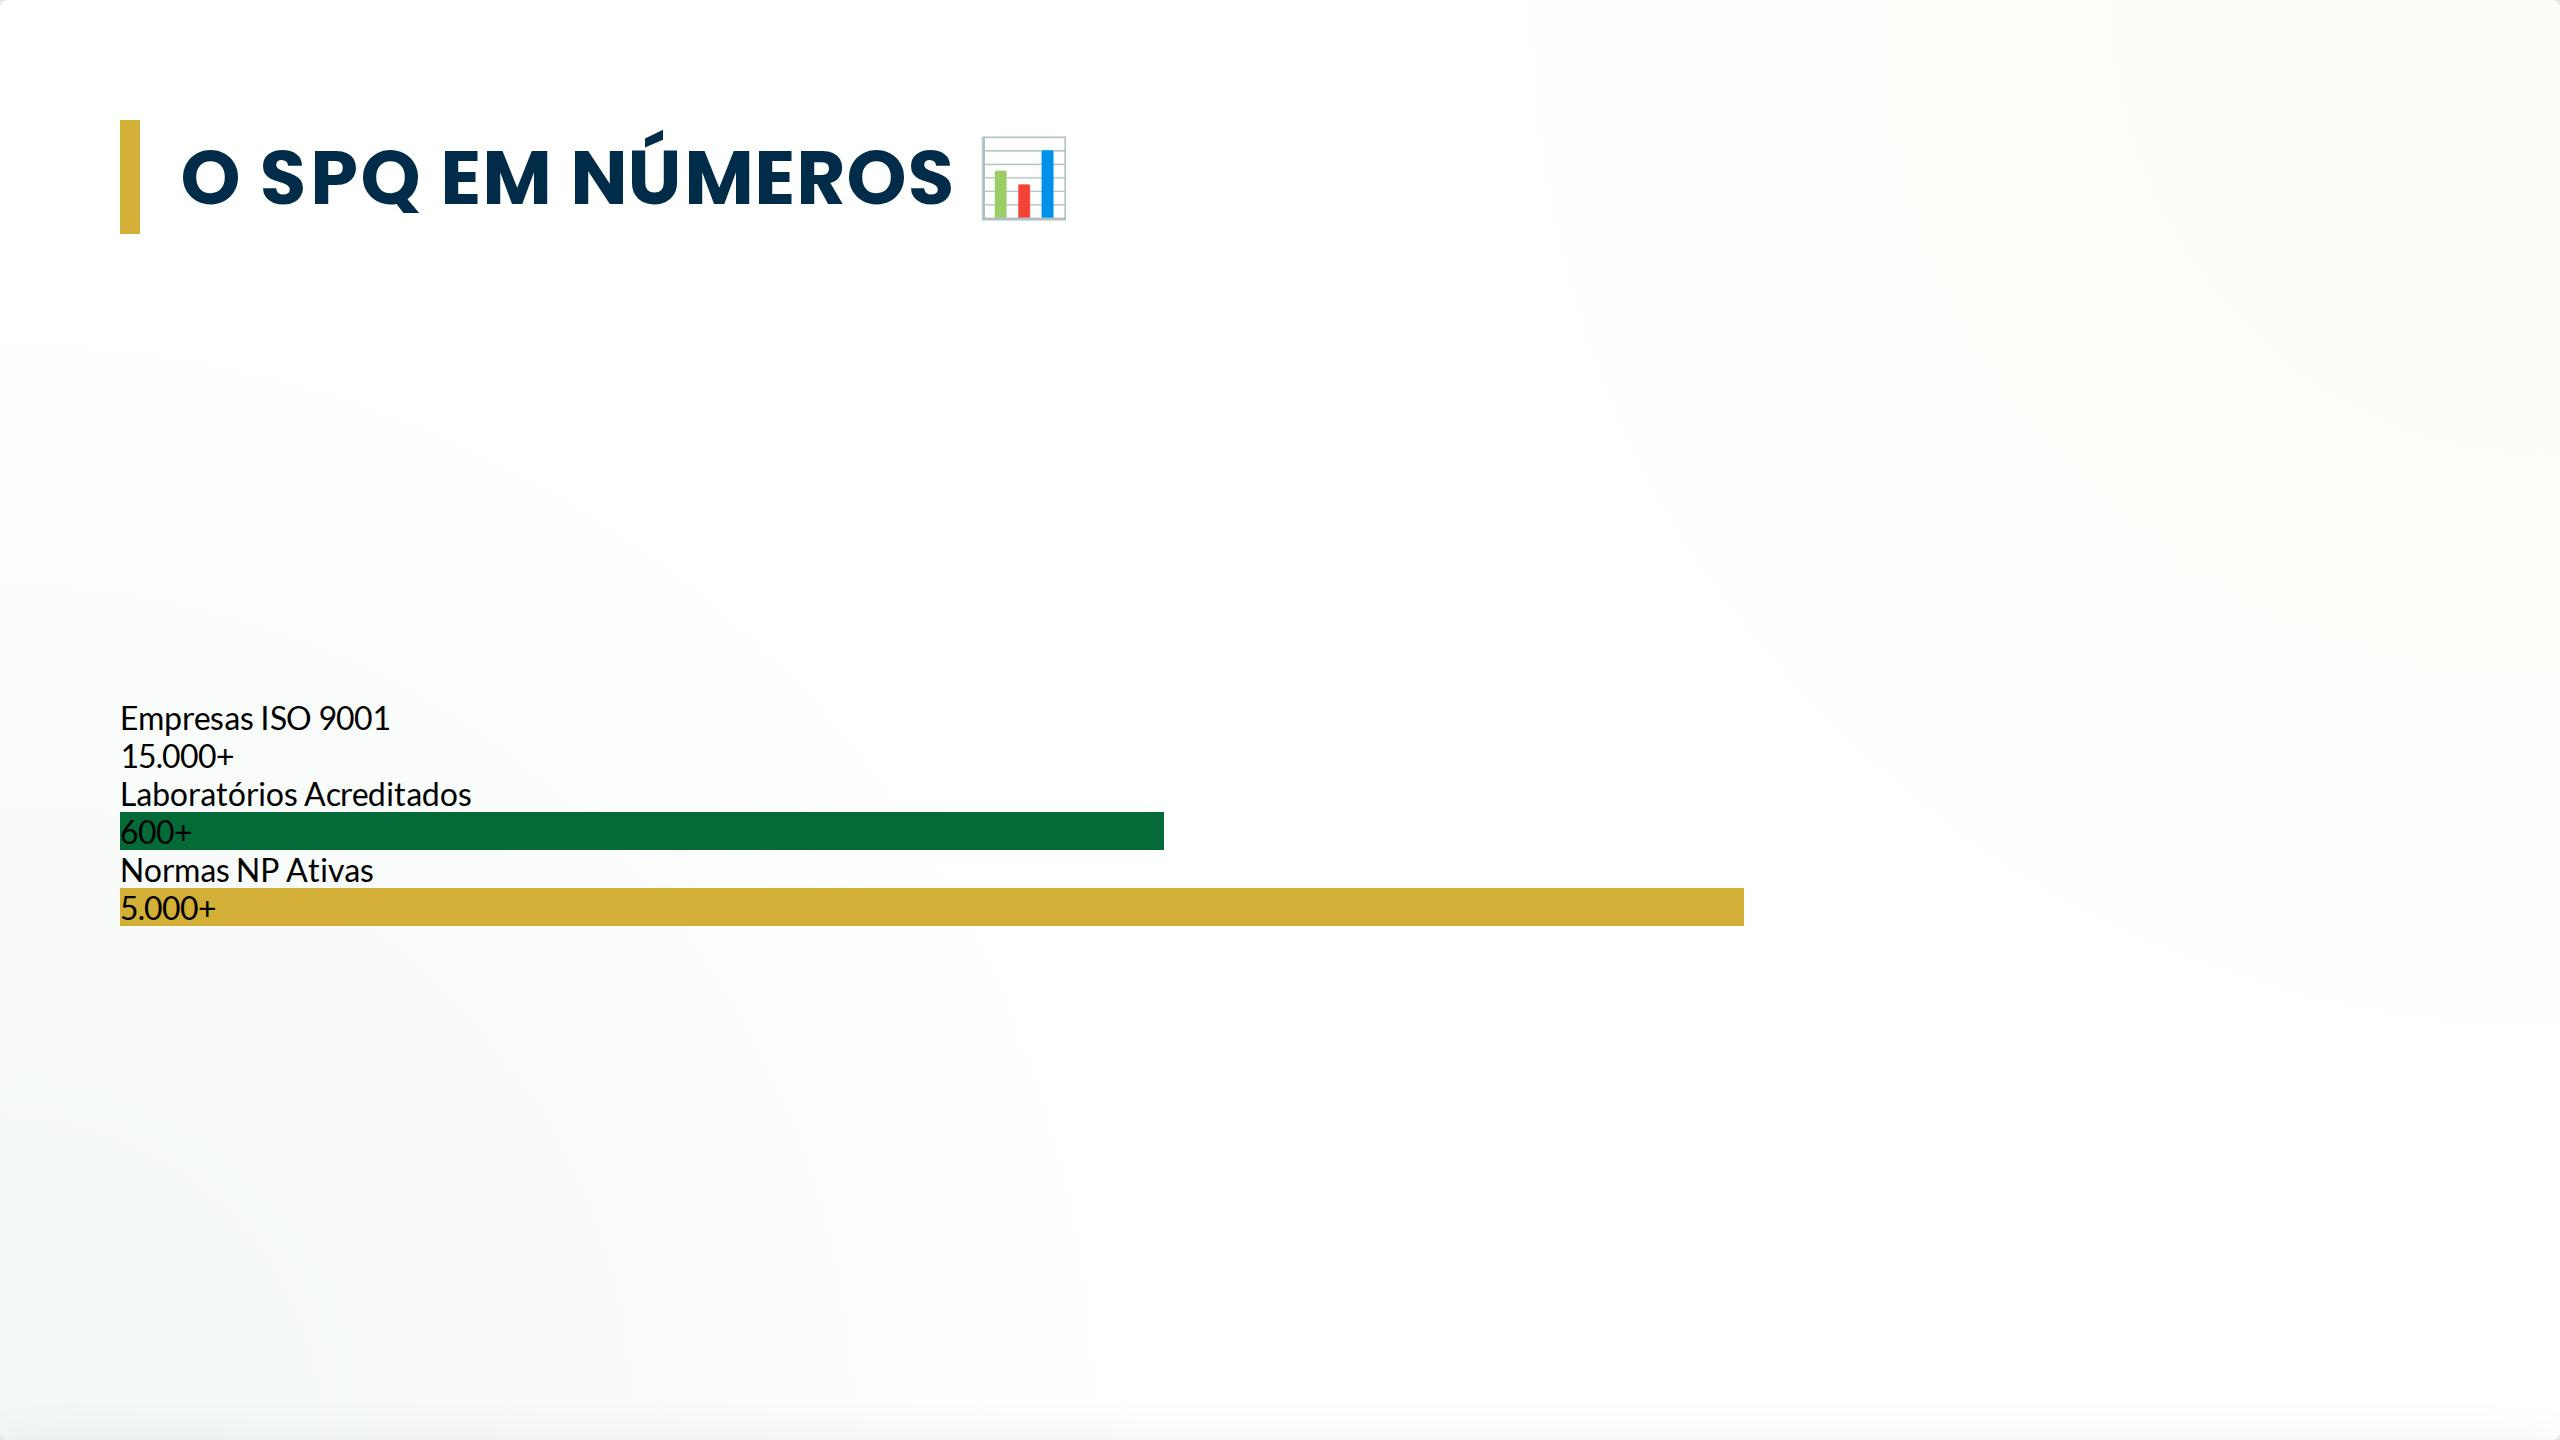 O SPQ EM NÚMEROS 📊
Empresas ISO 9001
15.000+
Laboratórios Acreditados
600+
Normas NP Ativas
5.000+